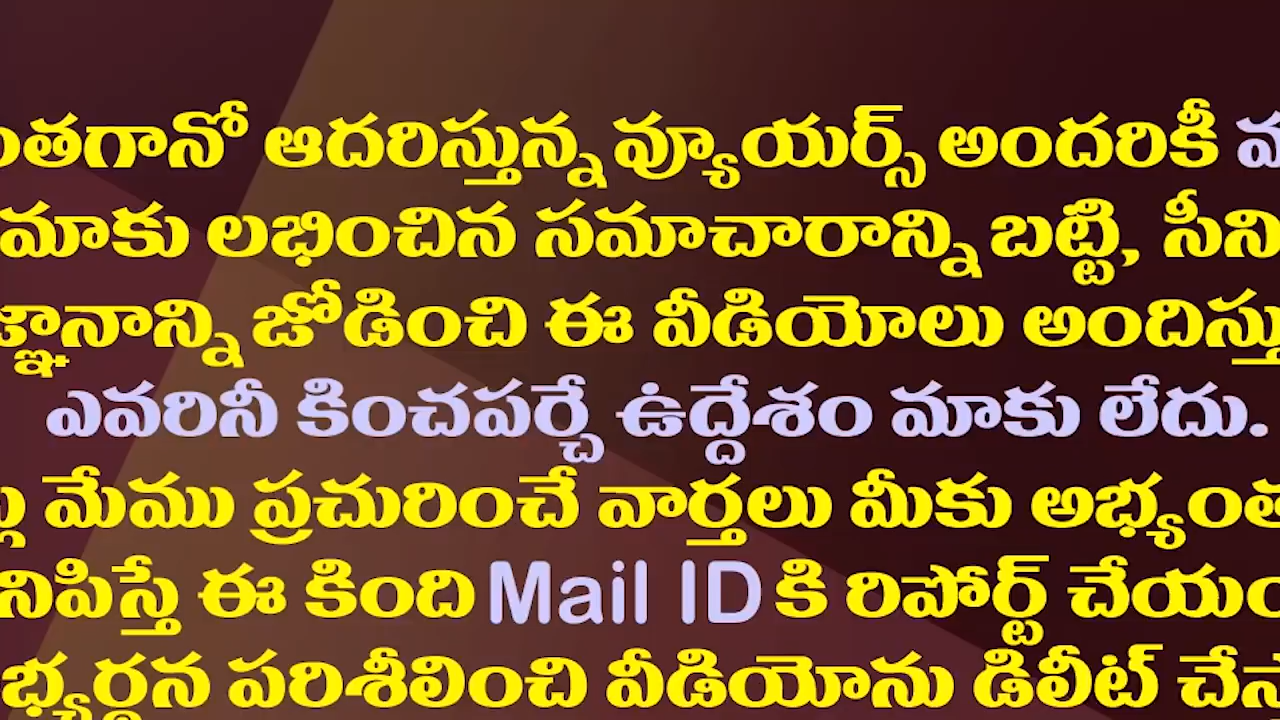 ంతగానో ఆదరిస్తున్న వ్యూయర్స్ అందరికీ
మాకు లభించిన సమాచారాన్ని బట్టి, సీని
జ్ఞానాన్ని జోడించి ఈ వీడియోలు అందిస్తు
ఎవరినీ కించపర్చే ఉద్దేశం మాకు లేదు.
మేము ప్రచురించే వార్తలు మీకు అభ్యంత
నిపిస్తే ఈ కింది Mail ID కి రిపోర్ట్ చేయం
భ్యర్థన పరిశీలించి వీడియోను డిలీట్ చేస